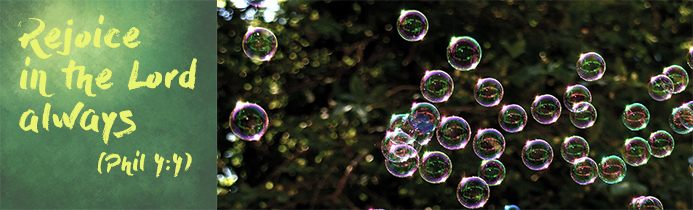 Rejoice
in the Lord
always
(Phil 4:4)